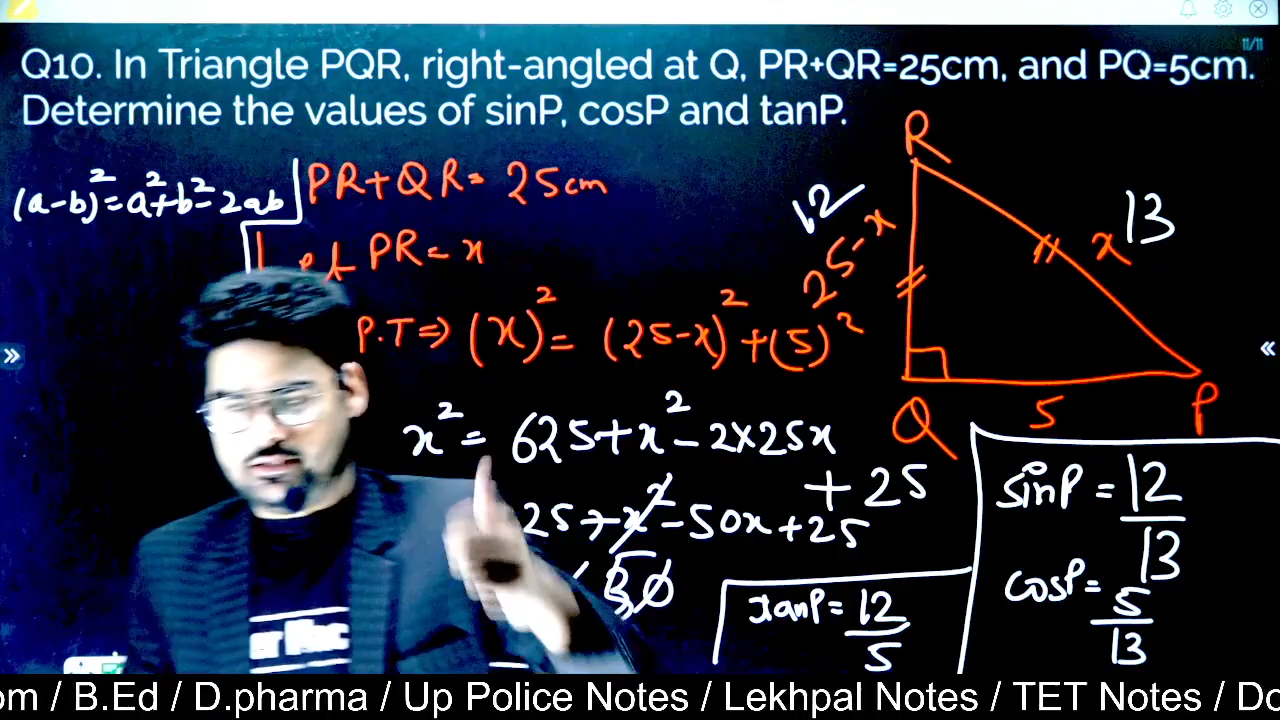 11/11
Q10. In Triangle PQR, right-angled at Q, PR+QR=25cm, and PQ=5cm.
Determine the values of sinP, cosP and tanP.
(a-b)² = a²+b²-2ab
PR+QR= 25cm
PR= x
P.T⇒ (x)² = (25-x)² + (5)²
x² = 625+x²-2×25x
+25
25+x²-50x+25
R
12
25-x
x
13
Q
5
P
sinP = 12/13
cosP= 5/13
tanP= 12/5
om / B.Ed / D.pharma / Up Police Notes / Lekhpal Notes / TET Notes / Do